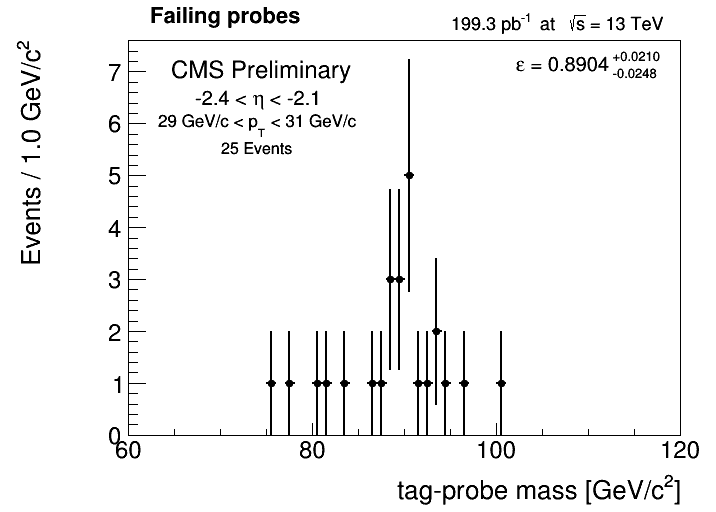 Failing probes
199.3 pb⁻¹ at √s = 13 TeV
CMS Preliminary
-2.4 < η < -2.1
29 GeV/c < p_T < 31 GeV/c
25 Events
ε = 0.8904 +0.0210 -0.0248
Events / 1.0 GeV/c²
7
6
5
4
3
2
1
0
60 80 100 120
tag-probe mass [GeV/c²]